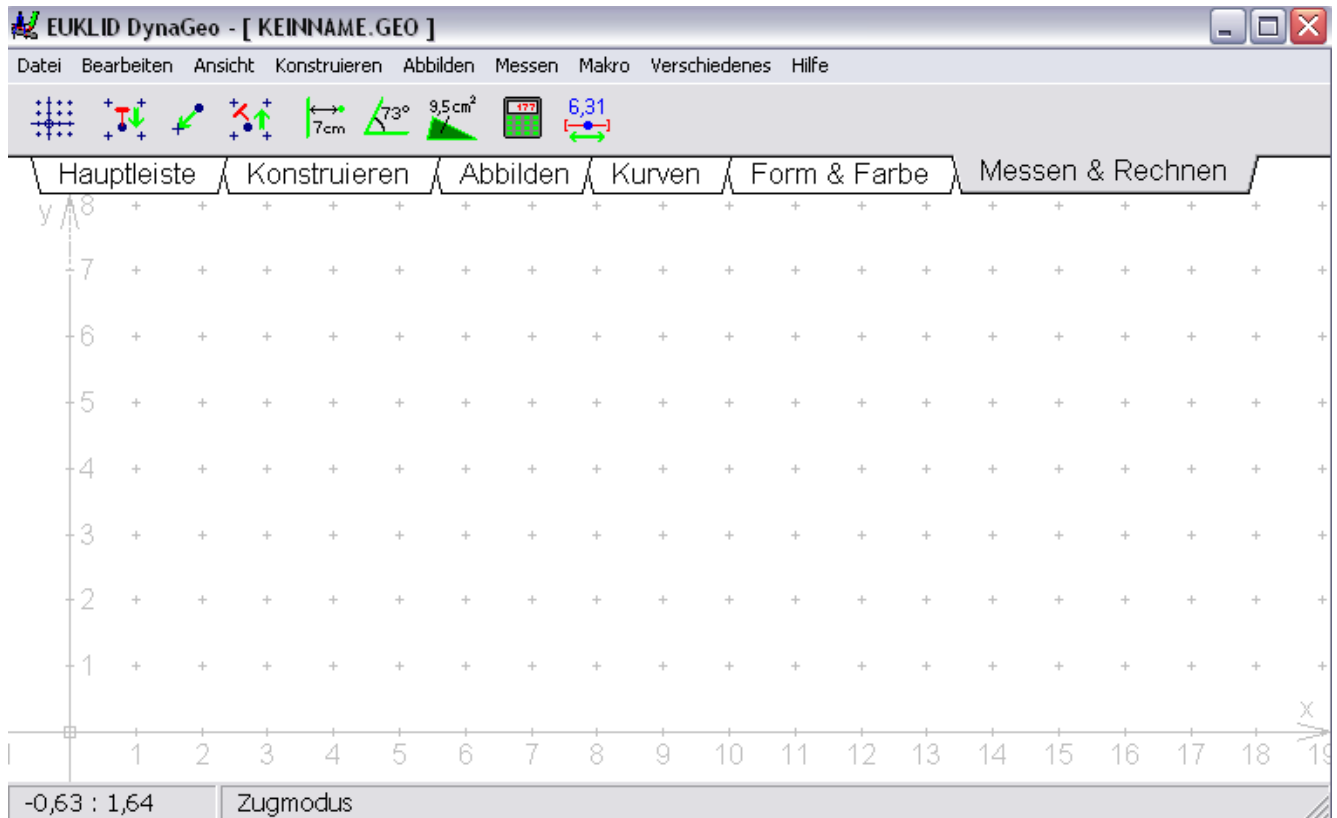 EUKLID DynaGeo - [ KEINNAME.GEO ]
Datei Bearbeiten Ansicht Konstruieren Abbilden Messen Makro Verschiedenes Hilfe
7cm 73° 9,5 cm² 177 6,31
Hauptleiste Konstruieren Abbilden Kurven Form & Farbe Messen & Rechnen
y 8
7
6
5
4
3
2
1
x
1 2 3 4 5 6 7 8 9 10 11 12 13 14 15 16 17 18 19
-0,63 : 1,64 Zugmodus